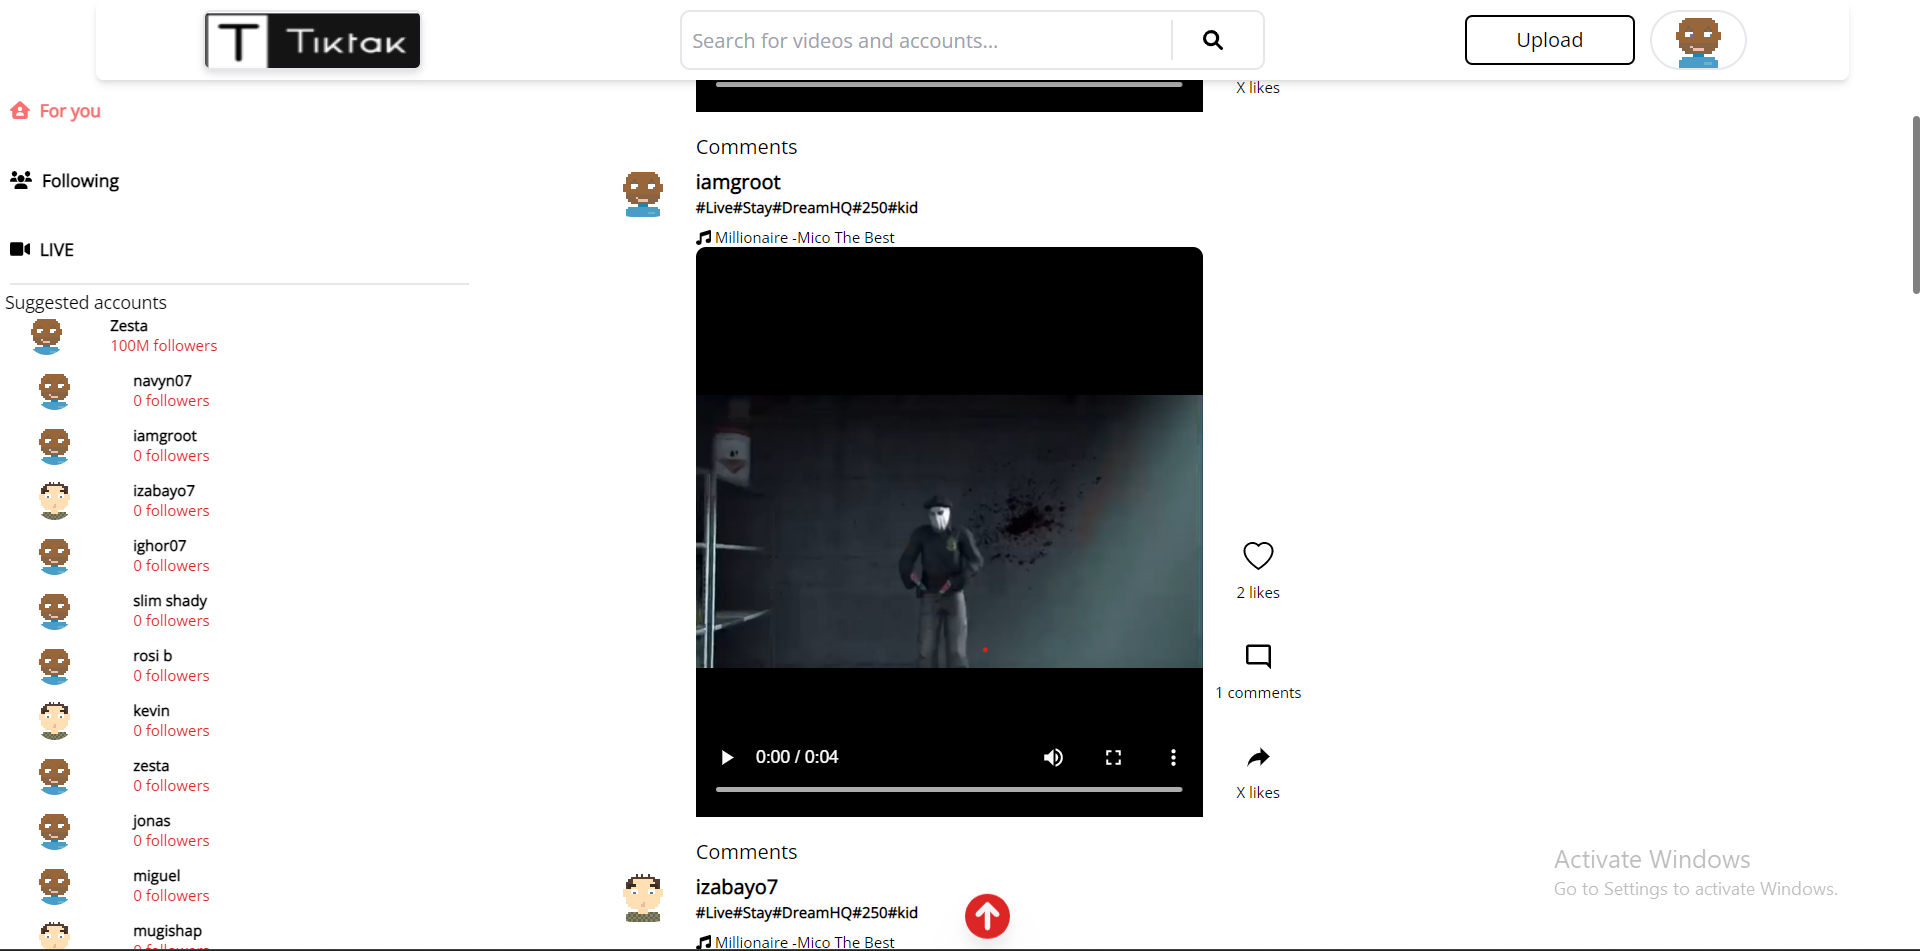 T Tiktak
Search for videos and accounts...
Upload
For you
Following
LIVE
Suggested accounts
Zesta
100M followers
navyn07
0 followers
iamgroot
0 followers
izabayo7
0 followers
ighor07
0 followers
slim shady
0 followers
rosi b
0 followers
kevin
0 followers
zesta
0 followers
jonas
0 followers
miguel
0 followers
mugishap
0 followers
X likes
Comments
iamgroot
#Live#Stay#DreamHQ#250#kid
Millionaire -Mico The Best
0:00 / 0:04
2 likes
1 comments
X likes
Comments
izabayo7
#Live#Stay#DreamHQ#250#kid
Millionaire -Mico The Best
Activate Windows
Go to Settings to activate Windows.